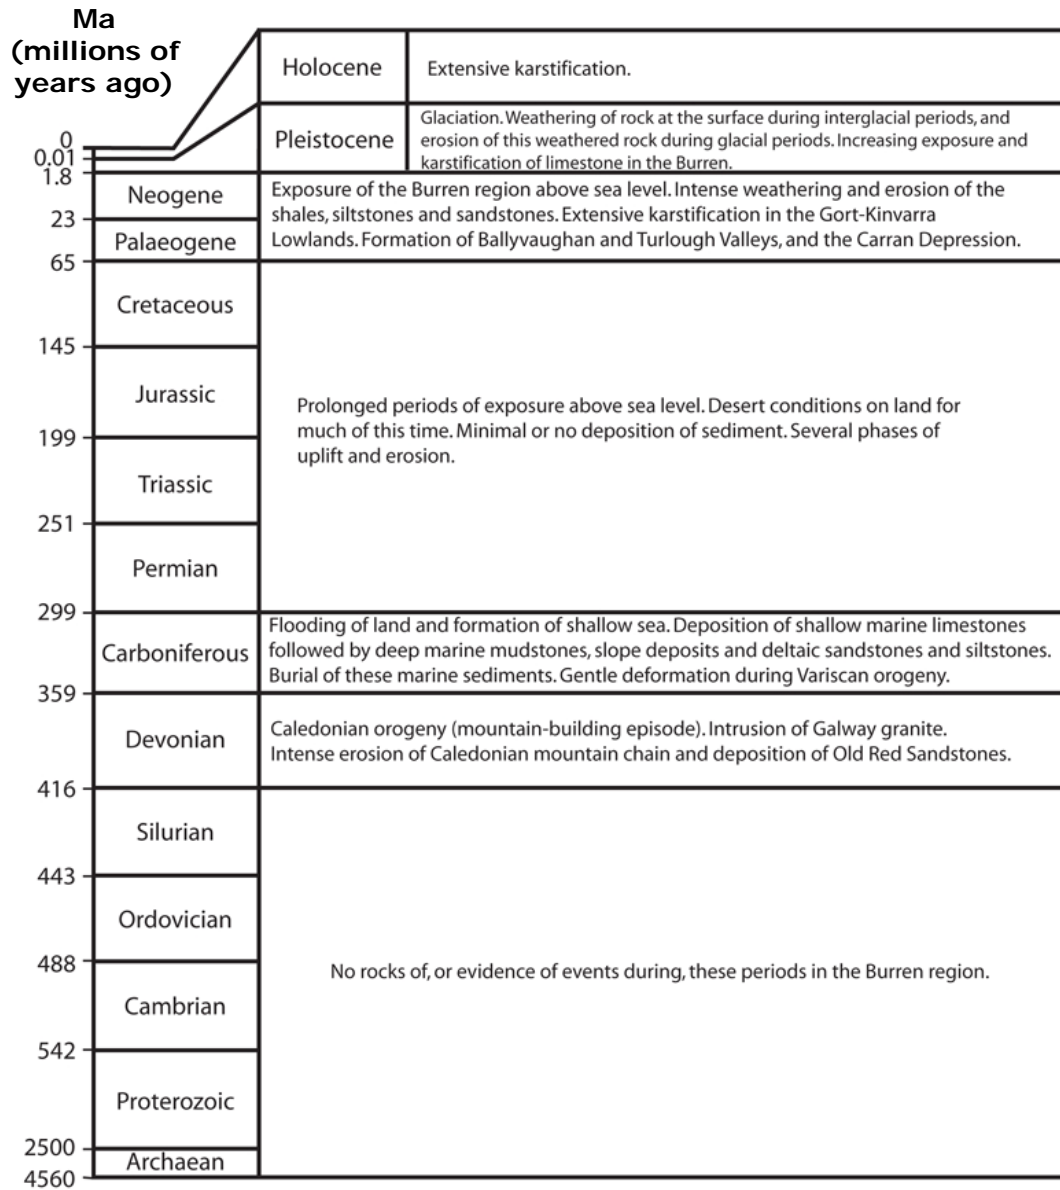 Ma
(millions of
years ago)
Holocene
Extensive karstification.
Pleistocene
Glaciation. Weathering of rock at the surface during interglacial periods, and
erosion of this weathered rock during glacial periods. Increasing exposure and
karstification of limestone in the Burren.
0
0.01
1.8
Neogene
Exposure of the Burren region above sea level. Intense weathering and erosion of the
shales, siltstones and sandstones. Extensive karstification in the Gort-Kinvarra
Lowlands. Formation of Ballyvaughan and Turlough Valleys, and the Carran Depression.
23
Palaeogene
65
Cretaceous
145
Jurassic
Prolonged periods of exposure above sea level. Desert conditions on land for
much of this time. Minimal or no deposition of sediment. Several phases of
uplift and erosion.
199
Triassic
251
Permian
299
Carboniferous
Flooding of land and formation of shallow sea. Deposition of shallow marine limestones
followed by deep marine mudstones, slope deposits and deltaic sandstones and siltstones.
Burial of these marine sediments. Gentle deformation during Variscan orogeny.
359
Devonian
Caledonian orogeny (mountain-building episode). Intrusion of Galway granite.
Intense erosion of Caledonian mountain chain and deposition of Old Red Sandstones.
416
Silurian
443
Ordovician
488
No rocks of, or evidence of events during, these periods in the Burren region.
Cambrian
542
Proterozoic
2500
Archaean
4560